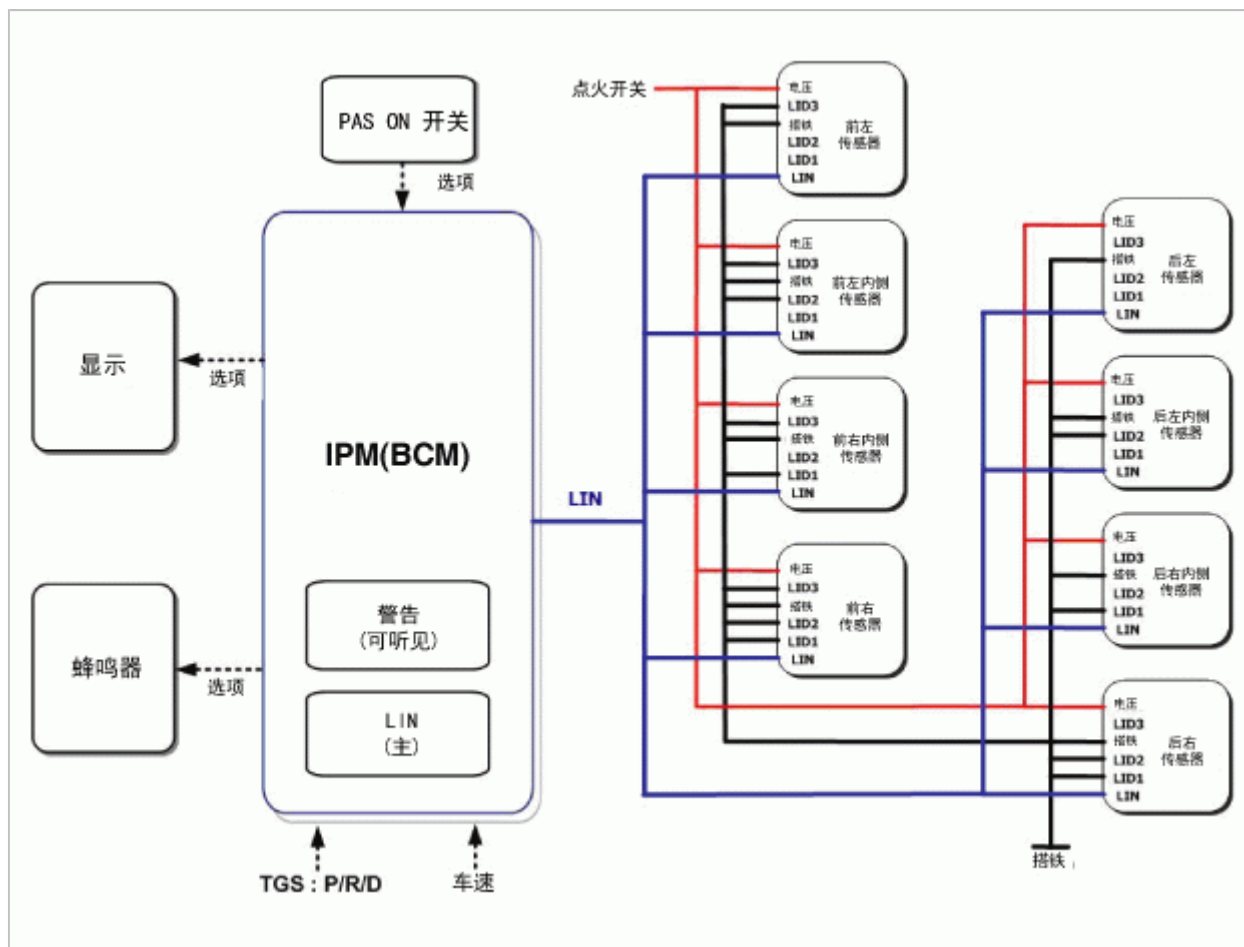 PAS ON 开关
选项
IPM(BCM)
显示
选项
蜂鸣器
选项
警告
(可听见)
LIN
(主)
TGS : P/R/D
车速
LIN
点火开关
电压
LID3
搭铁
LID2
LID1
LIN
前左
传感器
电压
LID3
搭铁
LID2
LID1
LIN
前左内侧
传感器
电压
LID3
搭铁
LID2
LID1
LIN
前右内侧
传感器
电压
LID3
搭铁
LID2
LID1
LIN
前右
传感器
电压
LID3
搭铁
LID2
LID1
LIN
后左
传感器
电压
LID3
搭铁
LID2
LID1
LIN
后左内侧
传感器
电压
LID3
搭铁
LID2
LID1
LIN
后右内侧
传感器
电压
LID3
搭铁
LID2
LID1
LIN
后右
传感器
搭铁